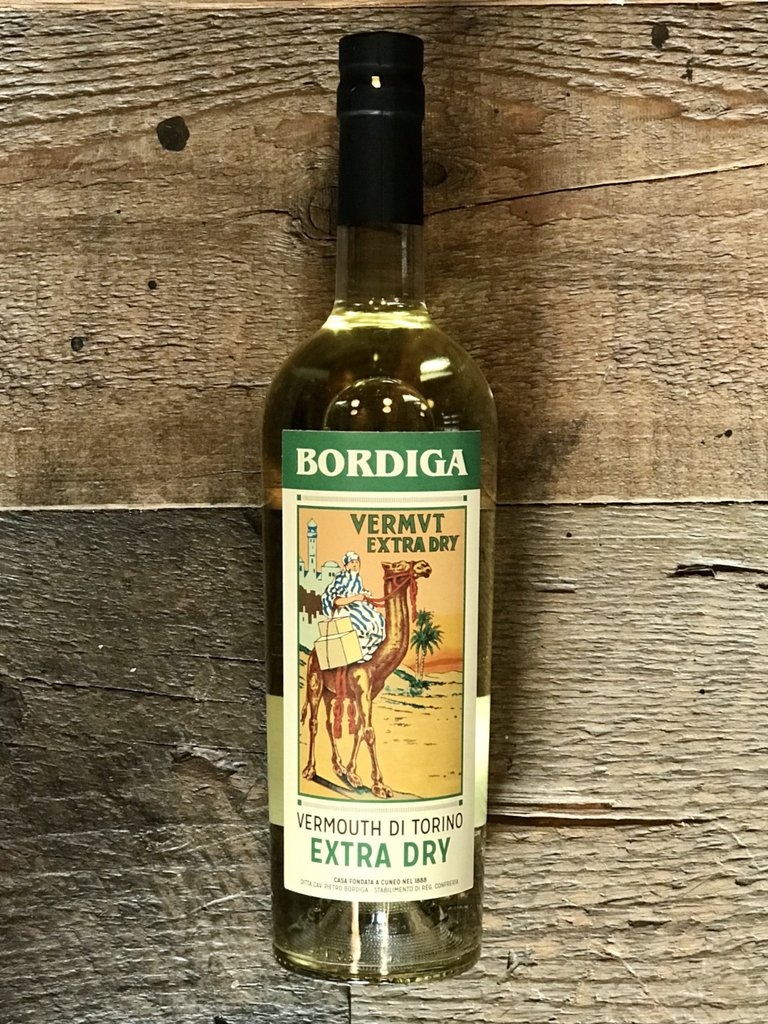 BORDIGA
VERMVT
EXTRA DRY
VERMOUTH DI TORINO
EXTRA DRY
CASA FONDATA A CUNEO NEL 1888
DITTA CAV. PIETRO BORDIGA - STABILIMENTO DI REG. CONFRERIA